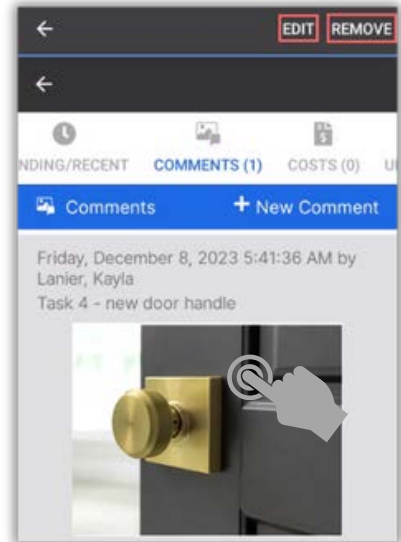 EDIT REMOVE
NDING/RECENT COMMENTS (1) COSTS (0) U
Comments + New Comment
Friday, December 8, 2023 5:41:36 AM by
Lanier, Kayla
Task 4 - new door handle